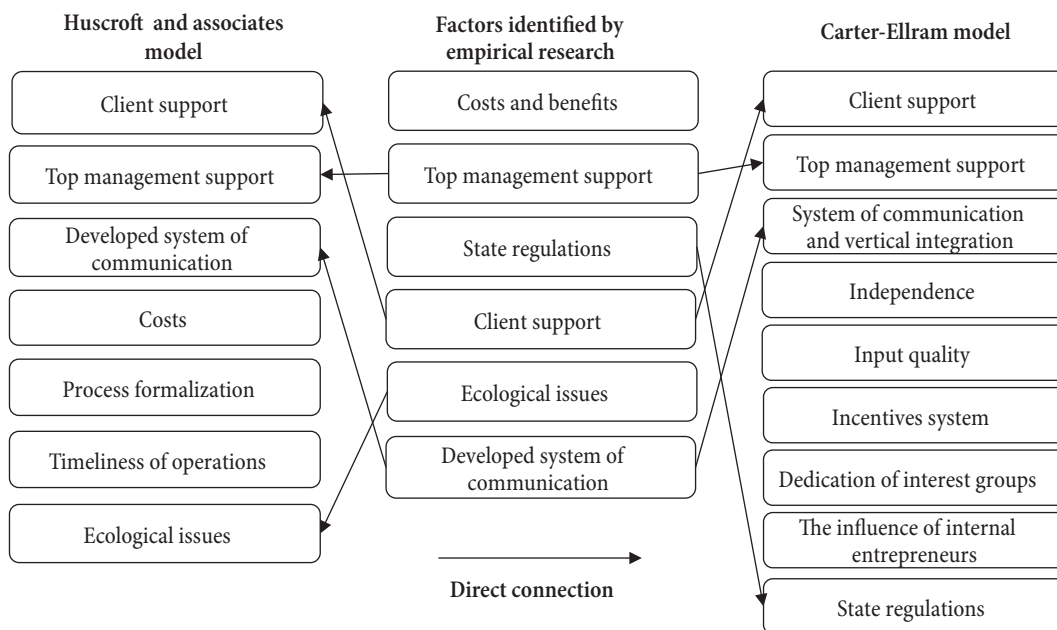 Huscroft and associates
model
Client support
Top management support
Developed system of
communication
Costs
Process formalization
Timeliness of operations
Ecological issues
Factors identified by
empirical research
Costs and benefits
Top management support
State regulations
Client support
Ecological issues
Developed system of
communication
Direct connection
Carter-Ellram model
Client support
Top management support
System of communication
and vertical integration
Independence
Input quality
Incentives system
Dedication of interest groups
The influence of internal
entrepreneurs
State regulations